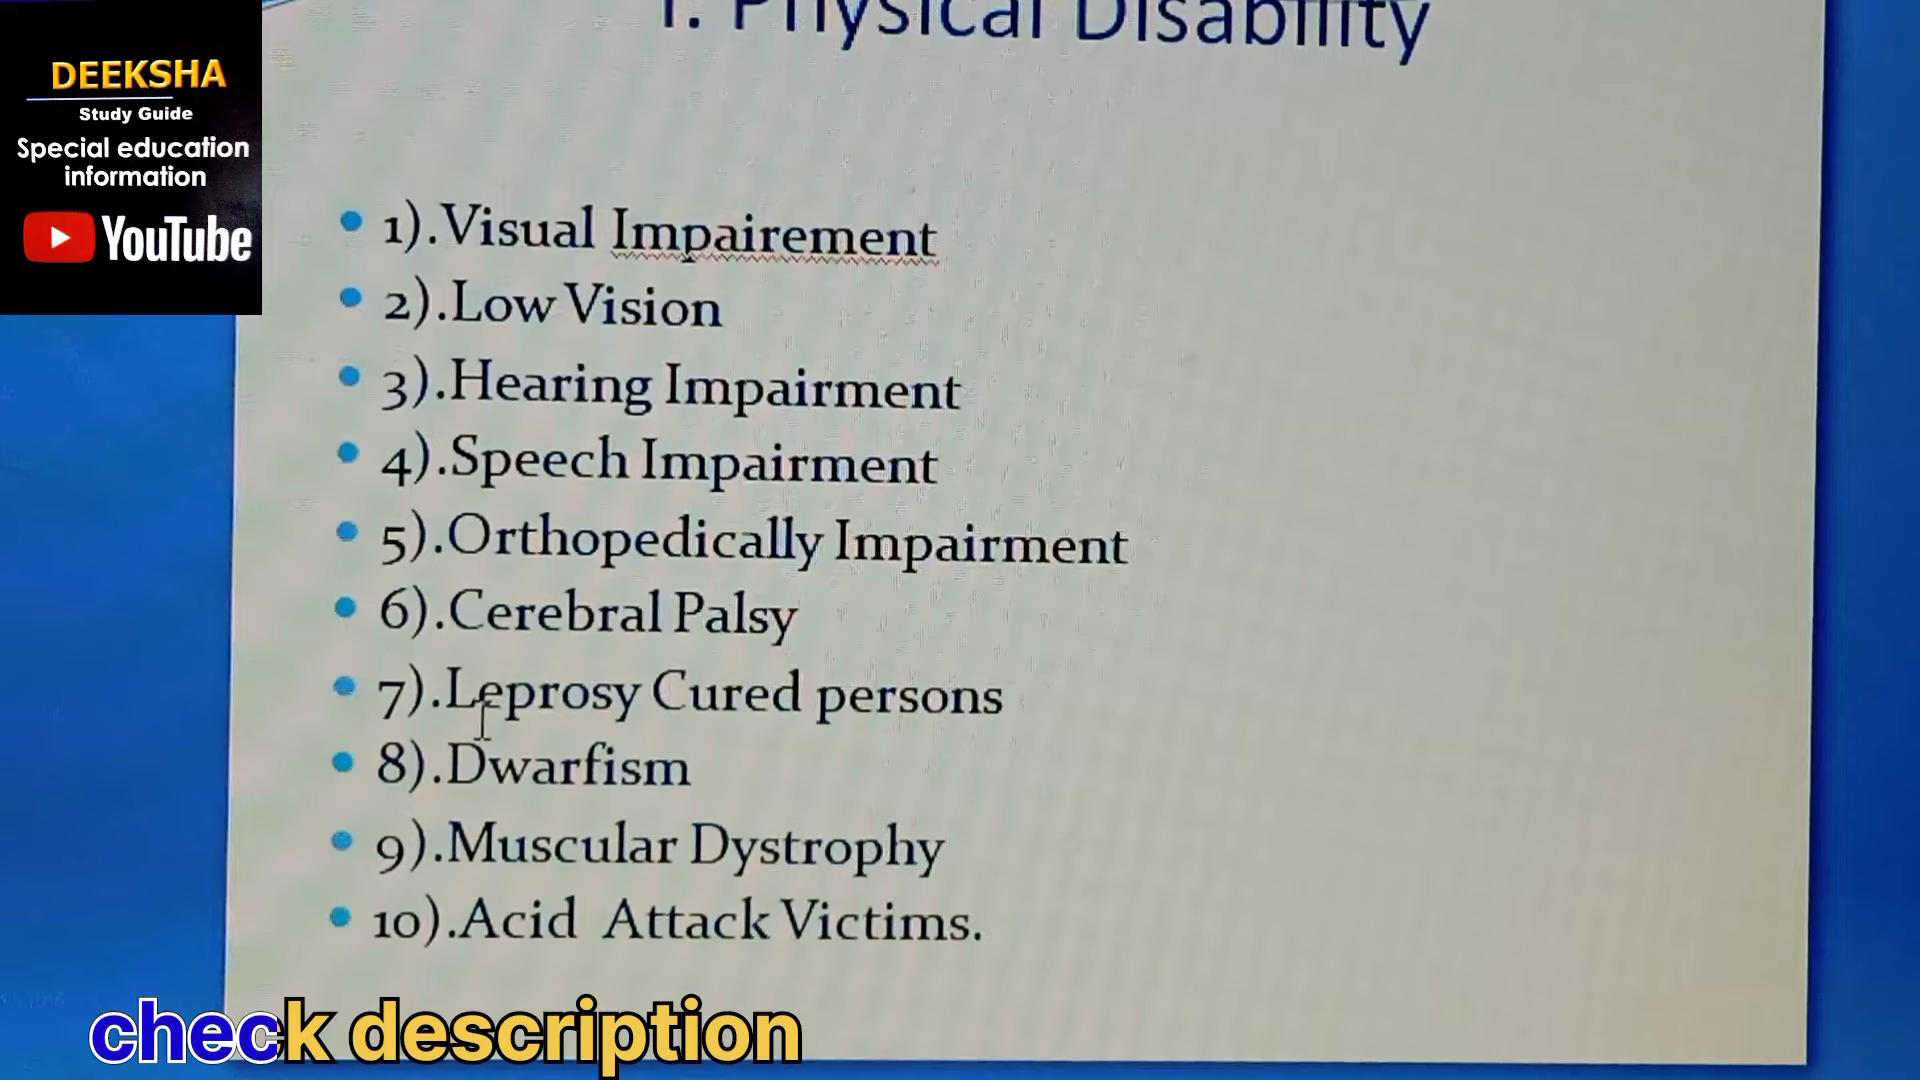 1. Physical Disability
DEEKSHA
Study Guide
Special education
information
YouTube
• 1).Visual Impairement
• 2).Low Vision
• 3).Hearing Impairment
• 4).Speech Impairment
• 5).Orthopedically Impairment
• 6).Cerebral Palsy
• 7).Leprosy Cured persons
• 8).Dwarfism
• 9).Muscular Dystrophy
• 10).Acid Attack Victims.
check description